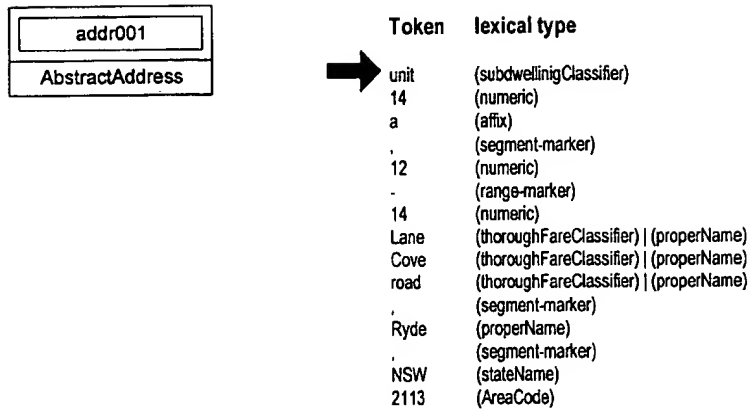 addr001
AbstractAddress
Token lexical type
unit (subdwellinigClassifier)
14 (numeric)
a (affix)
, (segment-marker)
12 (numeric)
- (range-marker)
14 (numeric)
Lane (thoroughFareClassifier) | (properName)
Cove (thoroughFareClassifier) | (properName)
road (thoroughFareClassifier) | (properName)
, (segment-marker)
Ryde (properName)
, (segment-marker)
NSW (stateName)
2113 (AreaCode)